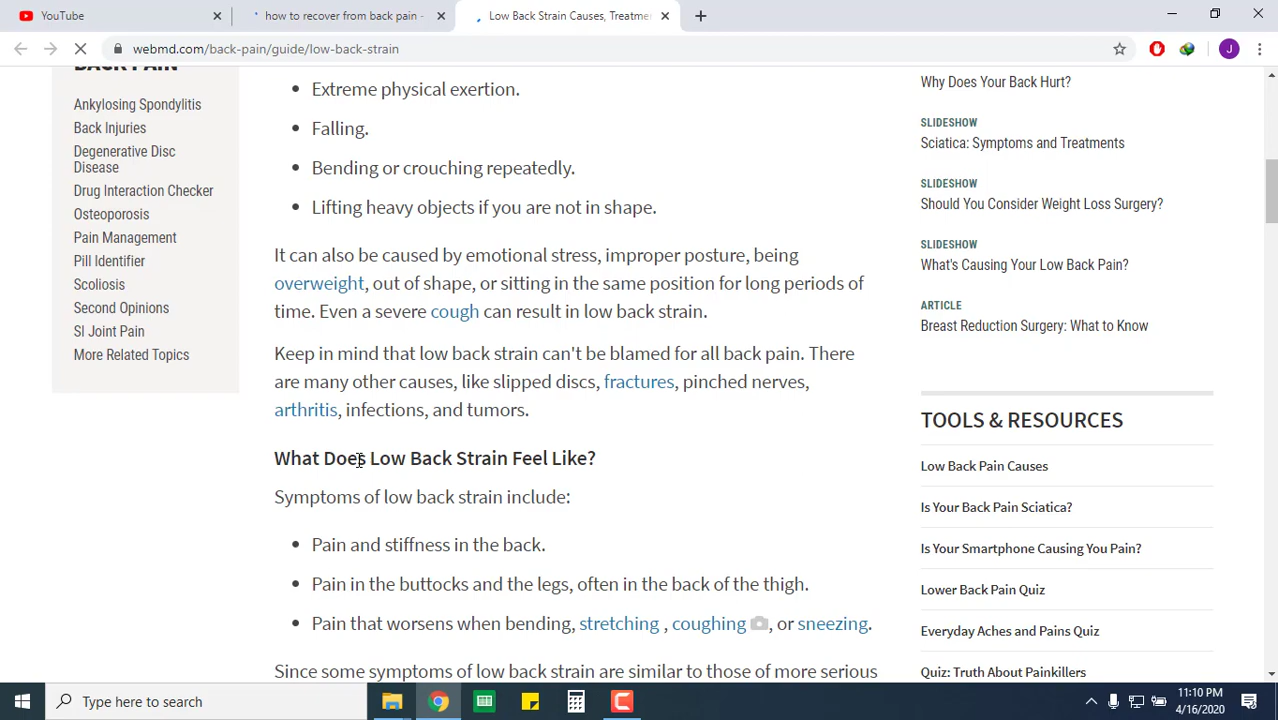 YouTube
how to recover from back pain -
Low Back Strain Causes, Treatme
webmd.com/back-pain/guide/low-back-strain
J
BACK PAIN
Ankylosing Spondylitis
Back Injuries
Degenerative Disc
Disease
Drug Interaction Checker
Osteoporosis
Pain Management
Pill Identifier
Scoliosis
Second Opinions
SI Joint Pain
More Related Topics
• Extreme physical exertion.
• Falling.
• Bending or crouching repeatedly.
• Lifting heavy objects if you are not in shape.
It can also be caused by emotional stress, improper posture, being
overweight, out of shape, or sitting in the same position for long periods of
time. Even a severe cough can result in low back strain.
Keep in mind that low back strain can't be blamed for all back pain. There
are many other causes, like slipped discs, fractures, pinched nerves,
arthritis, infections, and tumors.
What Does Low Back Strain Feel Like?
Symptoms of low back strain include:
• Pain and stiffness in the back.
• Pain in the buttocks and the legs, often in the back of the thigh.
• Pain that worsens when bending, stretching , coughing , or sneezing.
Since some symptoms of low back strain are similar to those of more serious
Why Does Your Back Hurt?
SLIDESHOW
Sciatica: Symptoms and Treatments
SLIDESHOW
Should You Consider Weight Loss Surgery?
SLIDESHOW
What's Causing Your Low Back Pain?
ARTICLE
Breast Reduction Surgery: What to Know
TOOLS & RESOURCES
Low Back Pain Causes
Is Your Back Pain Sciatica?
Is Your Smartphone Causing You Pain?
Lower Back Pain Quiz
Everyday Aches and Pains Quiz
Quiz: Truth About Painkillers
Type here to search
11:10 PM
4/16/2020